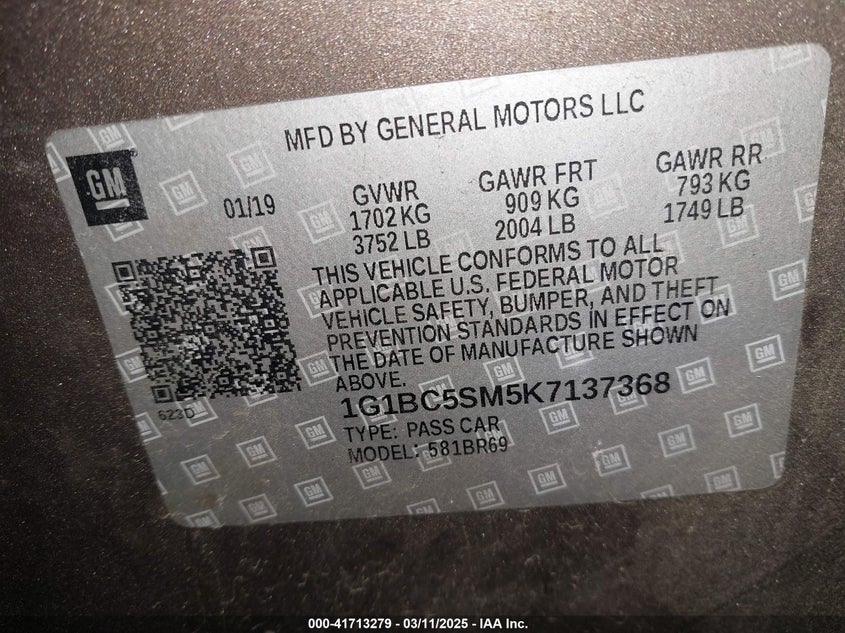 MFD BY GENERAL MOTORS LLC
GM
01/19
GVWR
1702 KG
3752 LB
GAWR FRT
909 KG
2004 LB
GAWR RR
793 KG
1749 LB
THIS VEHICLE CONFORMS TO ALL
APPLICABLE U.S. FEDERAL MOTOR
VEHICLE SAFETY, BUMPER, AND THEFT
PREVENTION STANDARDS IN EFFECT ON
THE DATE OF MANUFACTURE SHOWN
ABOVE.
623D
1G1BC5SM5K7137368
TYPE: PASS CAR
MODEL: 581BR69
000-41713279 - 03/11/2025 - IAA Inc.